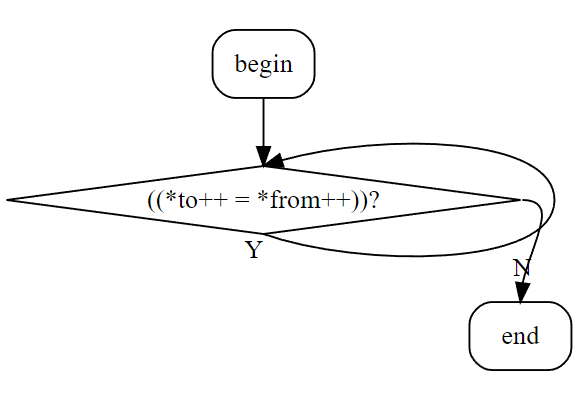 begin
((*to++ = *from++))?
Y
N
end